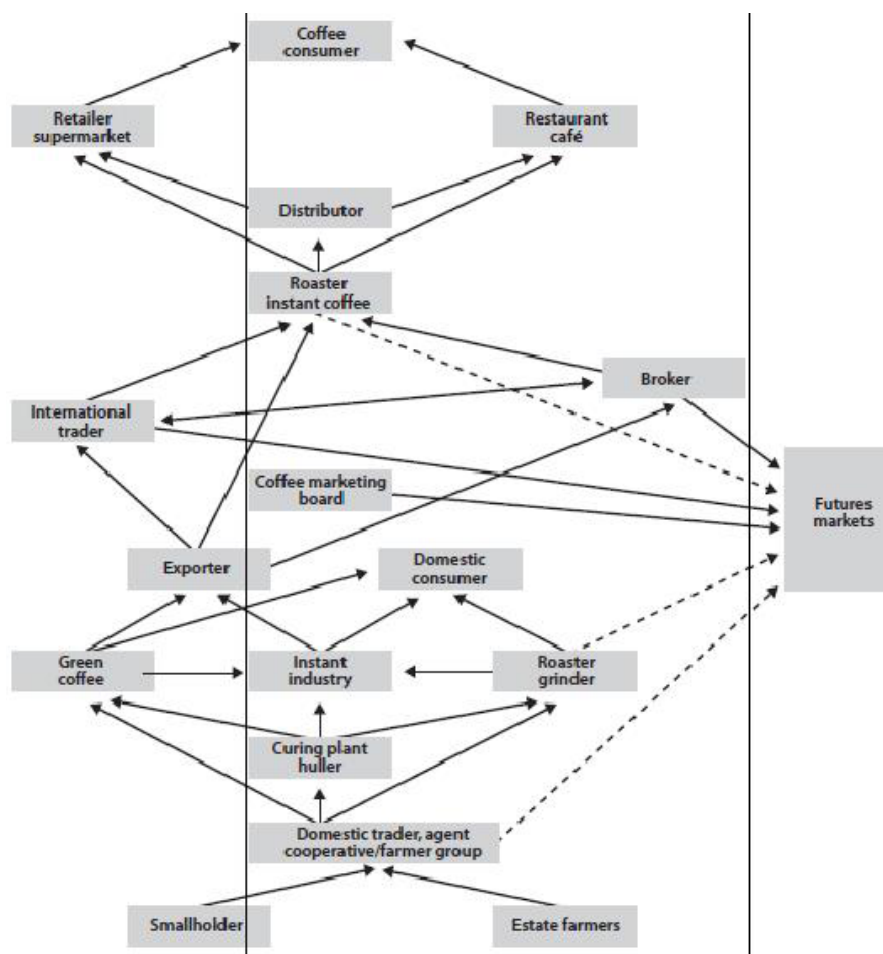 Coffee
consumer
Retailer
supermarket
Restaurant
café
Distributor
Roaster
instant coffee
Broker
International
trader
Coffee marketing
board
Futures
markets
Exporter
Domestic
consumer
Green
coffee
Instant
industry
Roaster
grinder
Curing plant
huller
Domestic trader, agent
cooperative/farmer group
Smallholder
Estate farmers